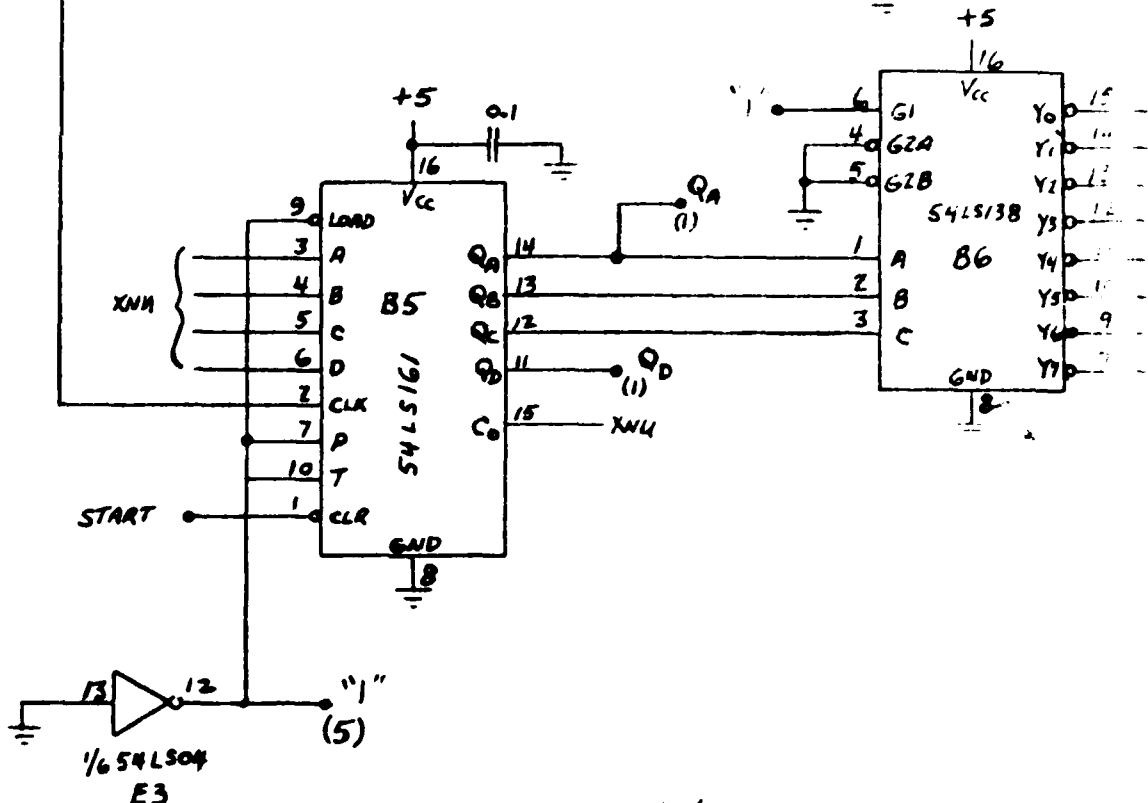 +5
16
Vcc
"1"
6
G1
4
G2A
5
G2B
54LS138
B6
1
A
2
B
3
C
Y0
15
Y1
Y2
Y3
Y4
Y5
Y6
9
Y7
GND
8
+5
0.1
16
Vcc
9
LOAD
3
A
4
B
5
C
6
D
2
CLK
7
P
10
T
1
CLR
XNU
START
B5
54LS161
QA
14
QB
13
QC
12
QD
11
C0
15
XNU
QA
(1)
QD
(1)
GND
8
13
12
"1"
(5)
1/6 54LS04
E3